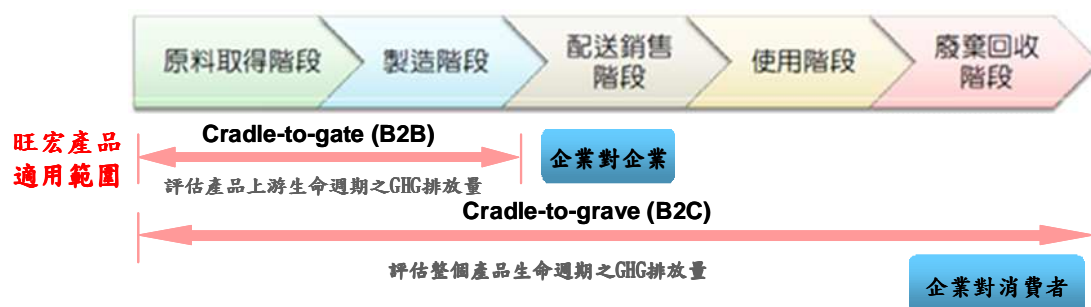 原料取得階段
製造階段
配送銷售
階段
使用階段
廢棄回收
階段
旺宏產品
適用範圍
Cradle-to-gate (B2B)
企業對企業
評估產品上游生命週期之GHG排放量
Cradle-to-grave (B2C)
評估整個產品生命週期之GHG排放量
企業對消費者